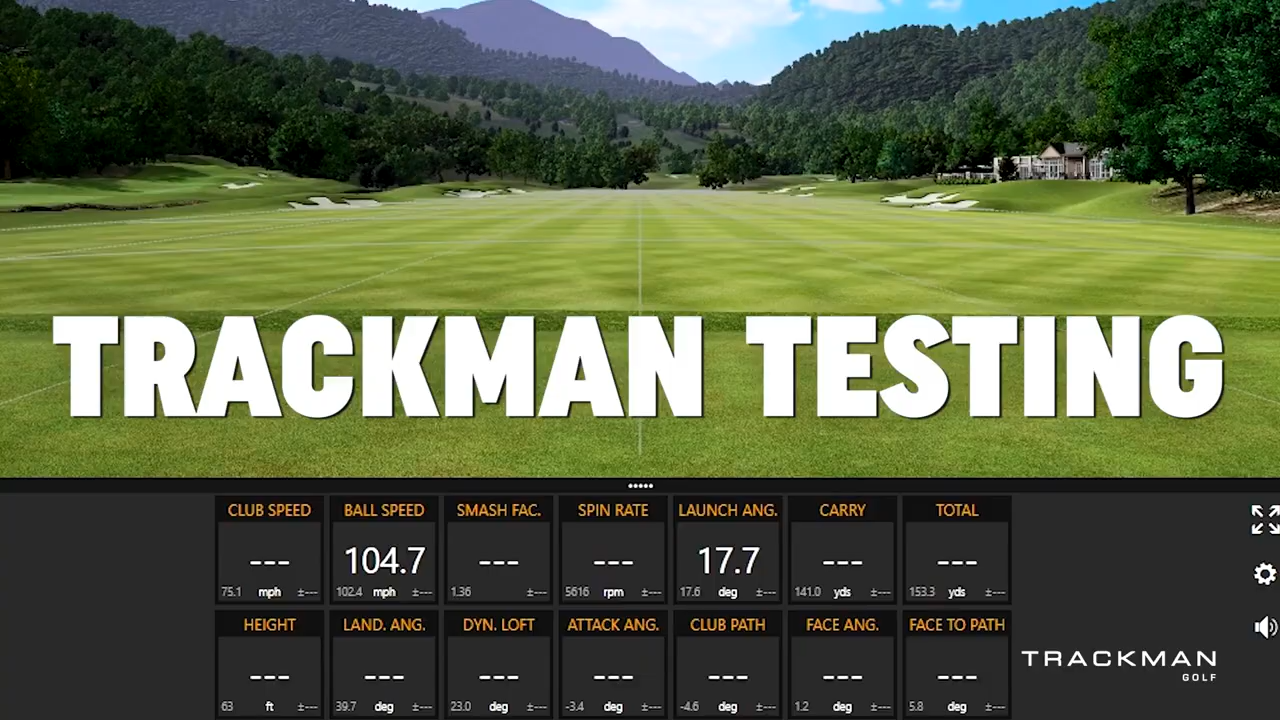 TRACKMAN TESTING
CLUB SPEED BALL SPEED SMASH FAC. SPIN RATE LAUNCH ANG. CARRY TOTAL
--- 104.7 --- --- 17.7 --- ---
75.1 mph ±--- 102.4 mph ±--- 1.36 ±--- 5616 rpm ±--- 17.6 deg ±--- 141.0 yds ±--- 153.3 yds ±---
HEIGHT LAND. ANG. DYN. LOFT ATTACK ANG. CLUB PATH FACE ANG. FACE TO PATH
--- --- --- --- --- --- ---
63 ft ±--- 39.7 deg ±--- 23.0 deg ±--- -3.4 deg ±--- -4.6 deg ±--- 1.2 deg ±--- 5.8 deg ±---
TRACKMAN
GOLF